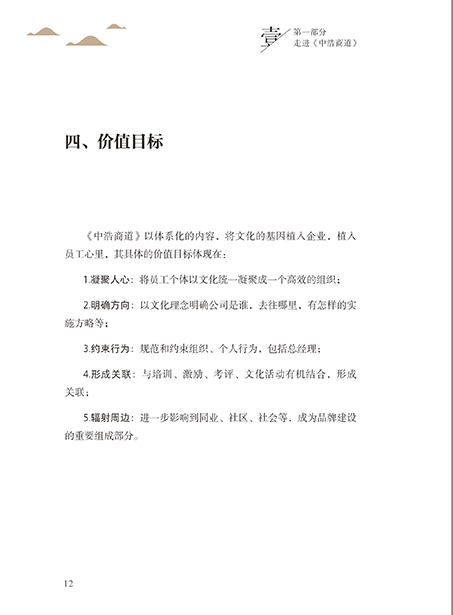 壹
第一部分
走进《中浩商道》
四、价值目标
《中浩商道》以体系化的内容，将文化的基因植入企业，植入
员工心里，其具体的价值目标体现在：
1.凝聚人心：将员工个体以文化统一凝聚成一个高效的组织；
2.明确方向：以文化理念明确公司是谁，去往哪里，有怎样的实
施方略等；
3.约束行为：规范和约束组织、个人行为，包括总经理；
4.形成关联：与培训、激励、考评、文化活动有机结合，形成
关联；
5.辐射周边：进一步影响到同业、社区、社会等，成为品牌建设
的重要组成部分。
12